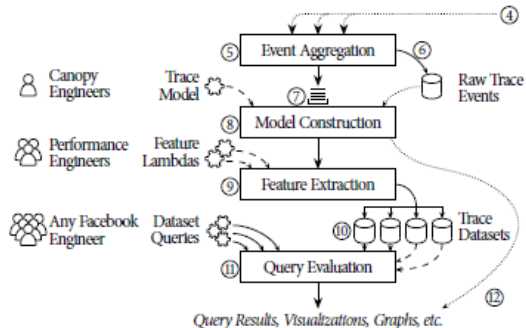 ④
⑤ Event Aggregation ⑥
Canopy
Engineers
Trace
Model
⑦
Raw Trace
Events
⑧ Model Construction
Performance
Engineers
Feature
Lambdas
⑨ Feature Extraction
Any Facebook
Engineer
Dataset
Queries
⑩
Trace
Datasets
⑪ Query Evaluation
⑫
Query Results, Visualizations, Graphs, etc.